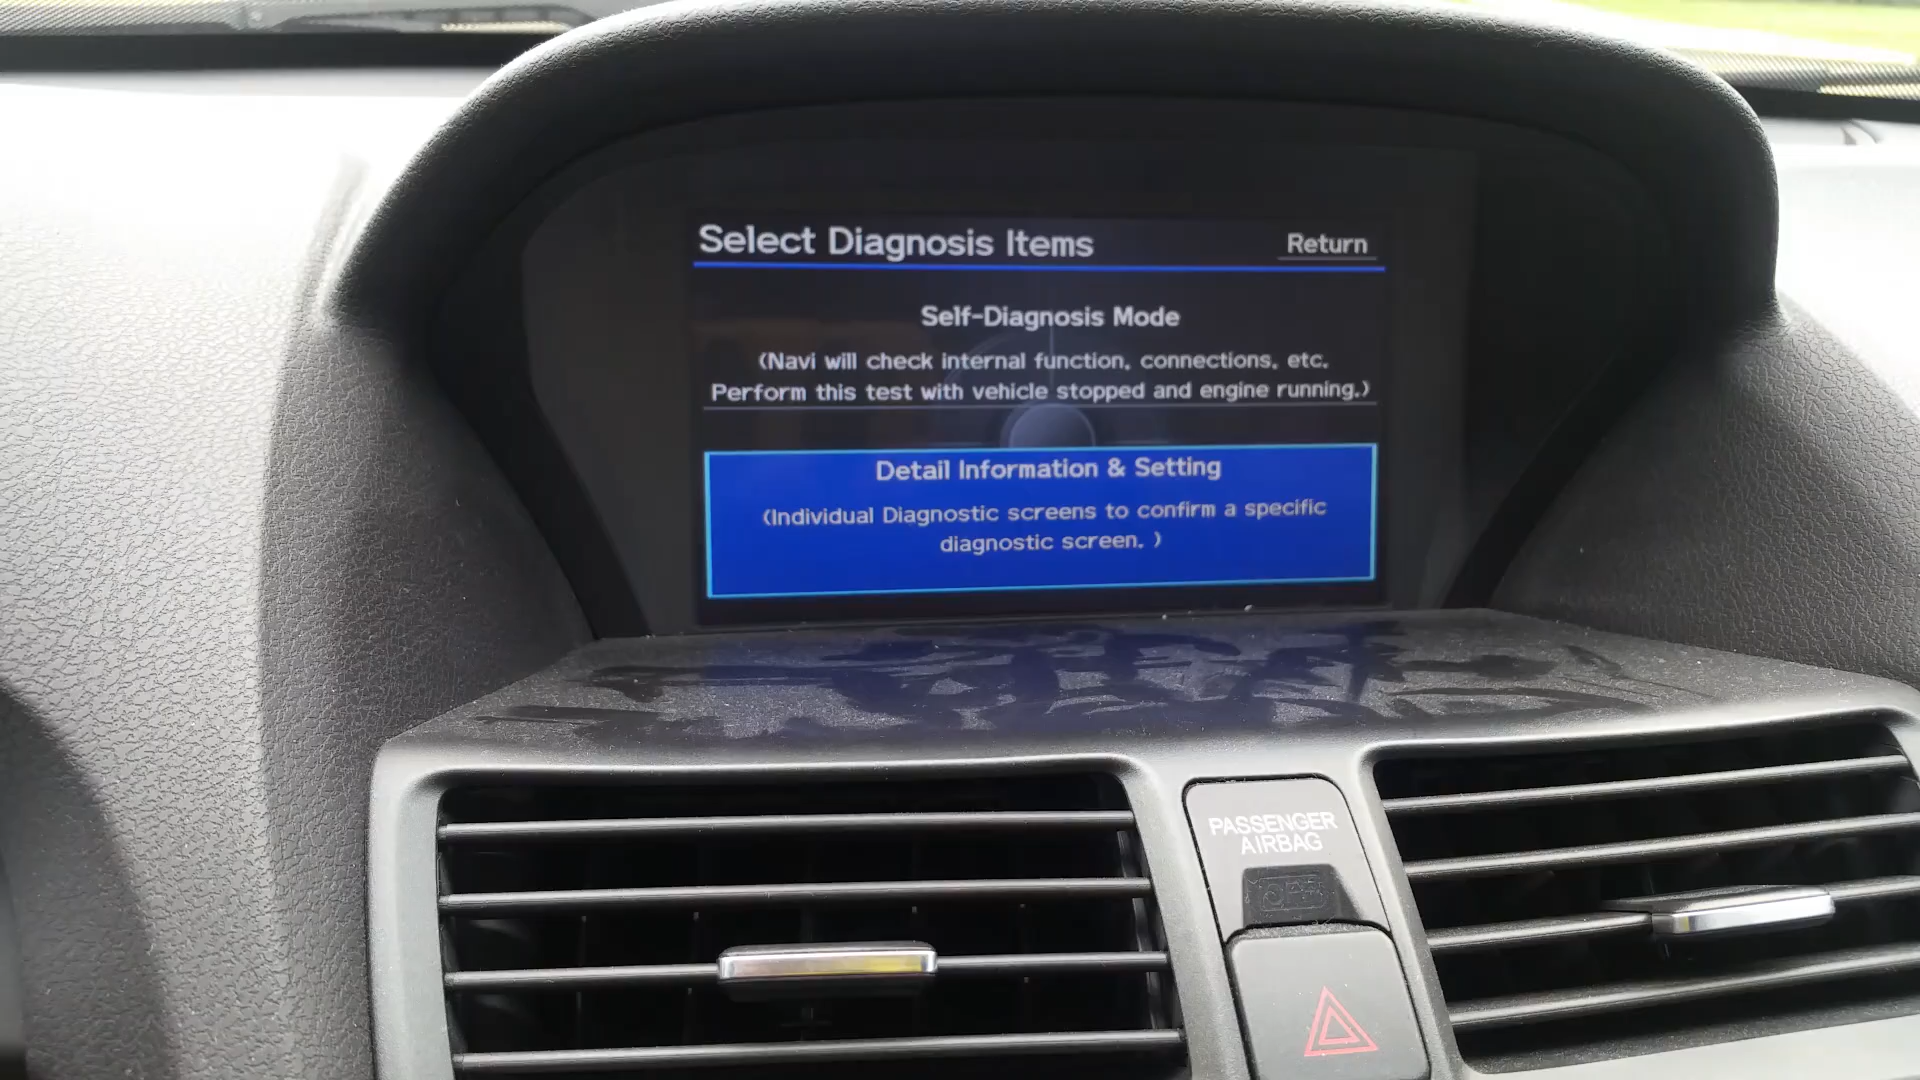 Select Diagnosis Items
Return
Self-Diagnosis Mode
(Navi will check internal function, connections, etc.
Perform this test with vehicle stopped and engine running.)
Detail Information & Setting
(Individual Diagnostic screens to confirm a specific
diagnostic screen. )
PASSENGER
AIRBAG